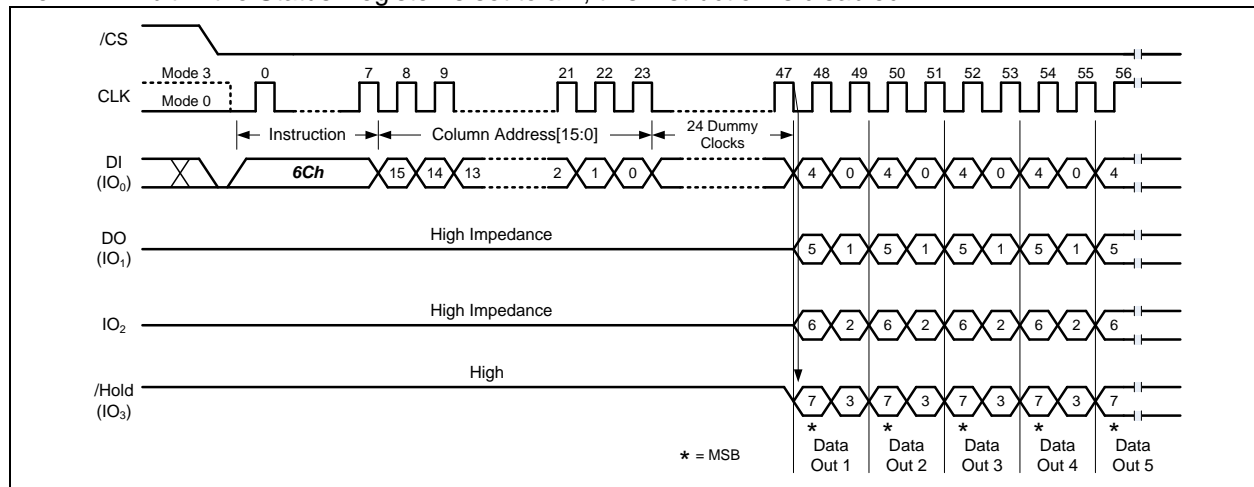 /CS
Mode 3 0 7 8 9 21 22 23 47 48 49 50 51 52 53 54 55 56
CLK
Mode 0
Instruction Column Address[15:0] 24 Dummy
Clocks
DI
(IO0)
6Ch 15 14 13 2 1 0 4 0 4 0 4 0 4 0 4
High Impedance
DO
(IO1)
5 1 5 1 5 1 5 1 5
High Impedance
IO2
6 2 6 2 6 2 6 2 6
High
/Hold
(IO3)
7 3 7 3 7 3 7 3 7
* * * * *
* = MSB
Data Data Data Data Data
Out 1 Out 2 Out 3 Out 4 Out 5